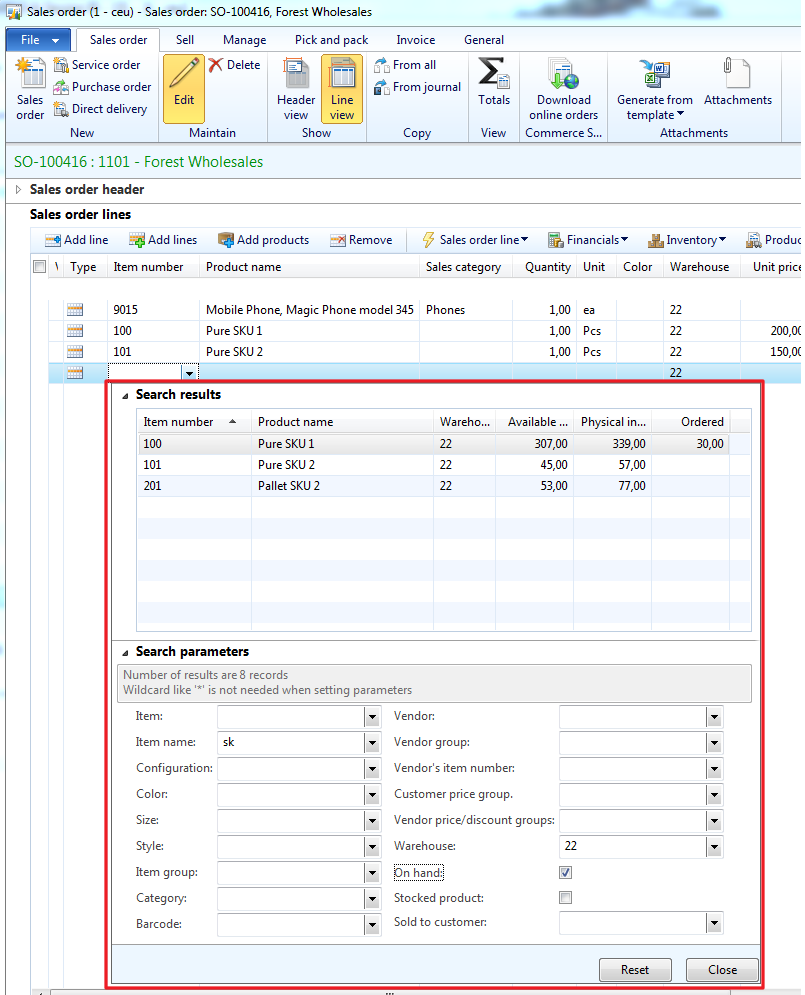 Sales order (1 - ceu) - Sales order: SO-100416, Forest Wholesales
File Sales order Sell Manage Pick and pack Invoice General
Sales order
Service order
Purchase order
Direct delivery
New
Edit
Delete
Maintain
Header view
Line view
Show
From all
From journal
Copy
Totals
View
Download online orders
Commerce S...
Generate from template
Attachments
Attachments
SO-100416 : 1101 - Forest Wholesales
Sales order header
Sales order lines
Add line Add lines Add products Remove Sales order line Financials Inventory Produc
Type Item number Product name Sales category Quantity Unit Color Warehouse Unit price
9015 Mobile Phone, Magic Phone model 345 Phones 1,00 ea 22
100 Pure SKU 1 1,00 Pcs 22 200,00
101 Pure SKU 2 1,00 Pcs 22 150,00
22
Search results
Item number Product name Wareho... Available ... Physical in... Ordered
100 Pure SKU 1 22 307,00 339,00 30,00
101 Pure SKU 2 22 45,00 57,00
201 Pallet SKU 2 22 53,00 77,00
Search parameters
Number of results are 8 records
Wildcard like '*' is not needed when setting parameters
Item: Vendor:
Item name: sk Vendor group:
Configuration: Vendor's item number:
Color: Customer price group.
Size: Vendor price/discount groups:
Style: Warehouse: 22
Item group: On hand:
Category: Stocked product:
Barcode: Sold to customer:
Reset Close